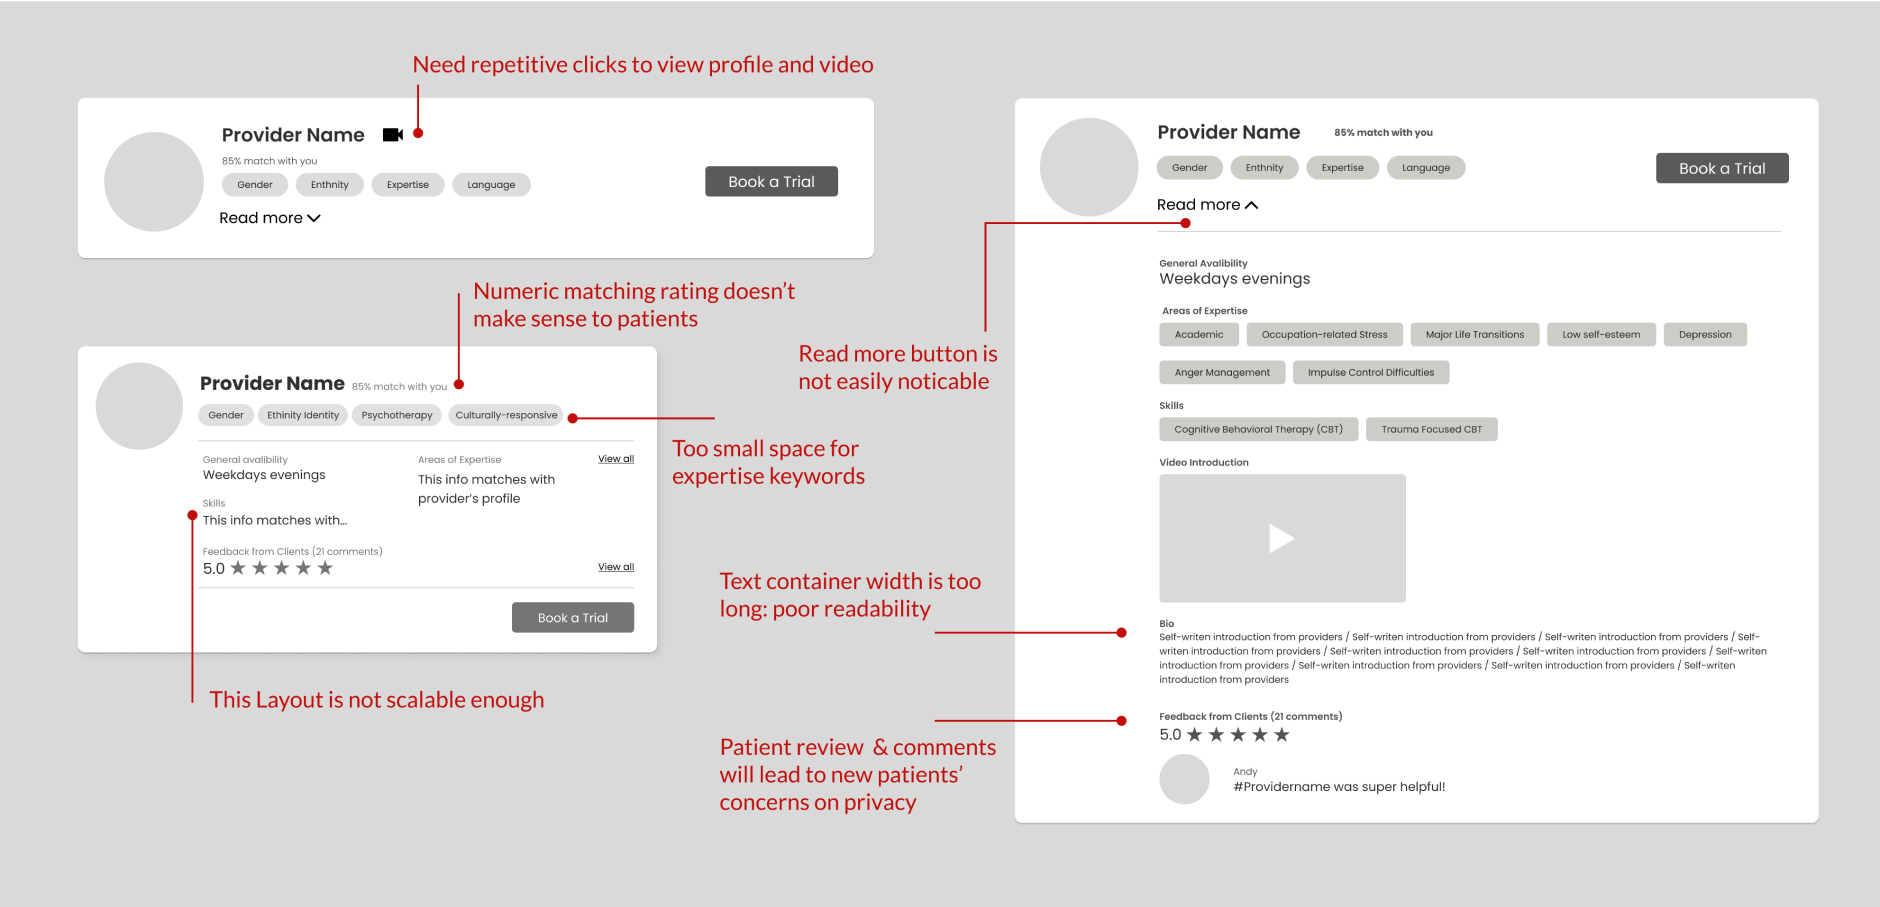 Need repetitive clicks to view profile and video
Provider Name
85% match with you
Gender
Enthnity
Expertise
Language
Read more
Book a Trial
Numeric matching rating doesn't
make sense to patients
Provider Name 85% match with you
Gender
Ethinity Identity
Psychotherapy
Culturally-responsive
Too small space for
expertise keywords
General avalibility
Weekdays evenings
Areas of Expertise
View all
This info matches with
provider's profile
Skills
This info matches with...
Feedback from Clients (21 comments)
5.0
View all
Book a Trial
This Layout is not scalable enough
Provider Name
85% match with you
Gender
Enthnity
Expertise
Language
Book a Trial
Read more
Read more button is
not easily noticable
General Avalibility
Weekdays evenings
Areas of Expertise
Academic
Occupation-related Stress
Major Life Transitions
Low self-esteem
Depression
Anger Management
Impulse Control Difficulties
Skills
Cognitive Behavioral Therapy (CBT)
Trauma Focused CBT
Video Introduction
Text container width is too
long: poor readability
Bio
Self-writen introduction from providers / Self-writen introduction from providers / Self-writen introduction from providers / Self-
writen introduction from providers / Self-writen introduction from providers / Self-writen introduction from providers / Self-writen
introduction from providers / Self-writen introduction from providers / Self-writen introduction from providers / Self-writen
introduction from providers
Feedback from Clients (21 comments)
5.0
Patient review & comments
will lead to new patients'
concerns on privacy
Andy
#Providername was super helpful!